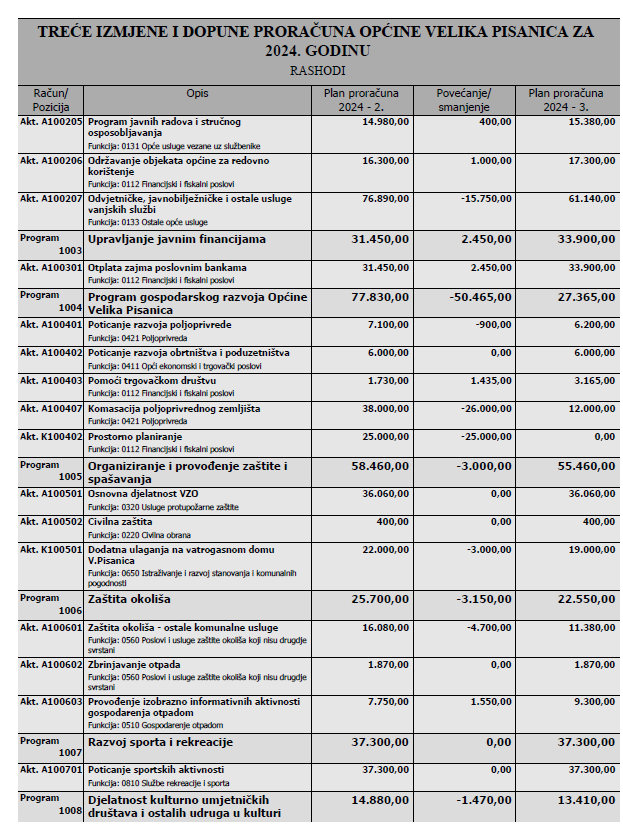 TREĆE IZMJENE I DOPUNE PRORAČUNA OPĆINE VELIKA PISANICA ZA
2024. GODINU
RASHODI
Račun/ Opis Plan proračuna Povećanje/ Plan proračuna
Pozicija 2024 - 2. smanjenje 2024 - 3.
Akt. A100205 Program javnih radova i stručnog 14.980,00 400,00 15.380,00
osposobljavanja
Funkcija: 0131 Opće usluge vezane uz službenike
Akt. A100206 Održavanje objekata općine za redovno 16.300,00 1.000,00 17.300,00
korištenje
Funkcija: 0112 Financijski i fiskalni poslovi
Akt. A100207 Odvjetničke, javnobilježničke i ostale usluge 76.890,00 -15.750,00 61.140,00
vanjskih službi
Funkcija: 0133 Ostale opće usluge
Program Upravljanje javnim financijama 31.450,00 2.450,00 33.900,00
1003
Akt. A100301 Otplata zajma poslovnim bankama 31.450,00 2.450,00 33.900,00
Funkcija: 0112 Financijski i fiskalni poslovi
Program Program gospodarskog razvoja Općine 77.830,00 -50.465,00 27.365,00
1004 Velika Pisanica
Akt. A100401 Poticanje razvoja poljoprivrede 7.100,00 -900,00 6.200,00
Funkcija: 0421 Poljoprivreda
Akt. A100402 Poticanje razvoja obrtništva i poduzetništva 6.000,00 0,00 6.000,00
Funkcija: 0411 Opći ekonomski i trgovački poslovi
Akt. A100403 Pomoći trgovačkom društvu 1.730,00 1.435,00 3.165,00
Funkcija: 0112 Financijski i fiskalni poslovi
Akt. A100407 Komasacija poljoprivrednog zemljišta 38.000,00 -26.000,00 12.000,00
Funkcija: 0421 Poljoprivreda
Akt. K100402 Prostorno planiranje 25.000,00 -25.000,00 0,00
Funkcija: 0112 Financijski i fiskalni poslovi
Program Organiziranje i provođenje zaštite i 58.460,00 -3.000,00 55.460,00
1005 spašavanja
Akt. A100501 Osnovna djelatnost VZO 36.060,00 0,00 36.060,00
Funkcija: 0320 Usluge protupožarne zaštite
Akt. A100502 Civilna zaštita 400,00 0,00 400,00
Funkcija: 0220 Civilna obrana
Akt. K100501 Dodatna ulaganja na vatrogasnom domu 22.000,00 -3.000,00 19.000,00
V.Pisanica
Funkcija: 0650 Istraživanje i razvoj stanovanja i komunalnih
pogodnosti
Program Zaštita okoliša 25.700,00 -3.150,00 22.550,00
1006
Akt. A100601 Zaštita okoliša - ostale komunalne usluge 16.080,00 -4.700,00 11.380,00
Funkcija: 0560 Poslovi i usluge zaštite okoliša koji nisu drugdje
svrstani
Akt. A100602 Zbrinjavanje otpada 1.870,00 0,00 1.870,00
Funkcija: 0560 Poslovi i usluge zaštite okoliša koji nisu drugdje
svrstani
Akt. A100603 Provođenje izobrazno informativnih aktivnosti 7.750,00 1.550,00 9.300,00
gospodarenja otpadom
Funkcija: 0510 Gospodarenje otpadom
Program Razvoj sporta i rekreacije 37.300,00 0,00 37.300,00
1007
Akt. A100701 Poticanje sportskih aktivnosti 37.300,00 0,00 37.300,00
Funkcija: 0810 Službe rekreacije i sporta
Program Djelatnost kulturno umjetničkih 14.880,00 -1.470,00 13.410,00
1008 društava i ostalih udruga u kulturi